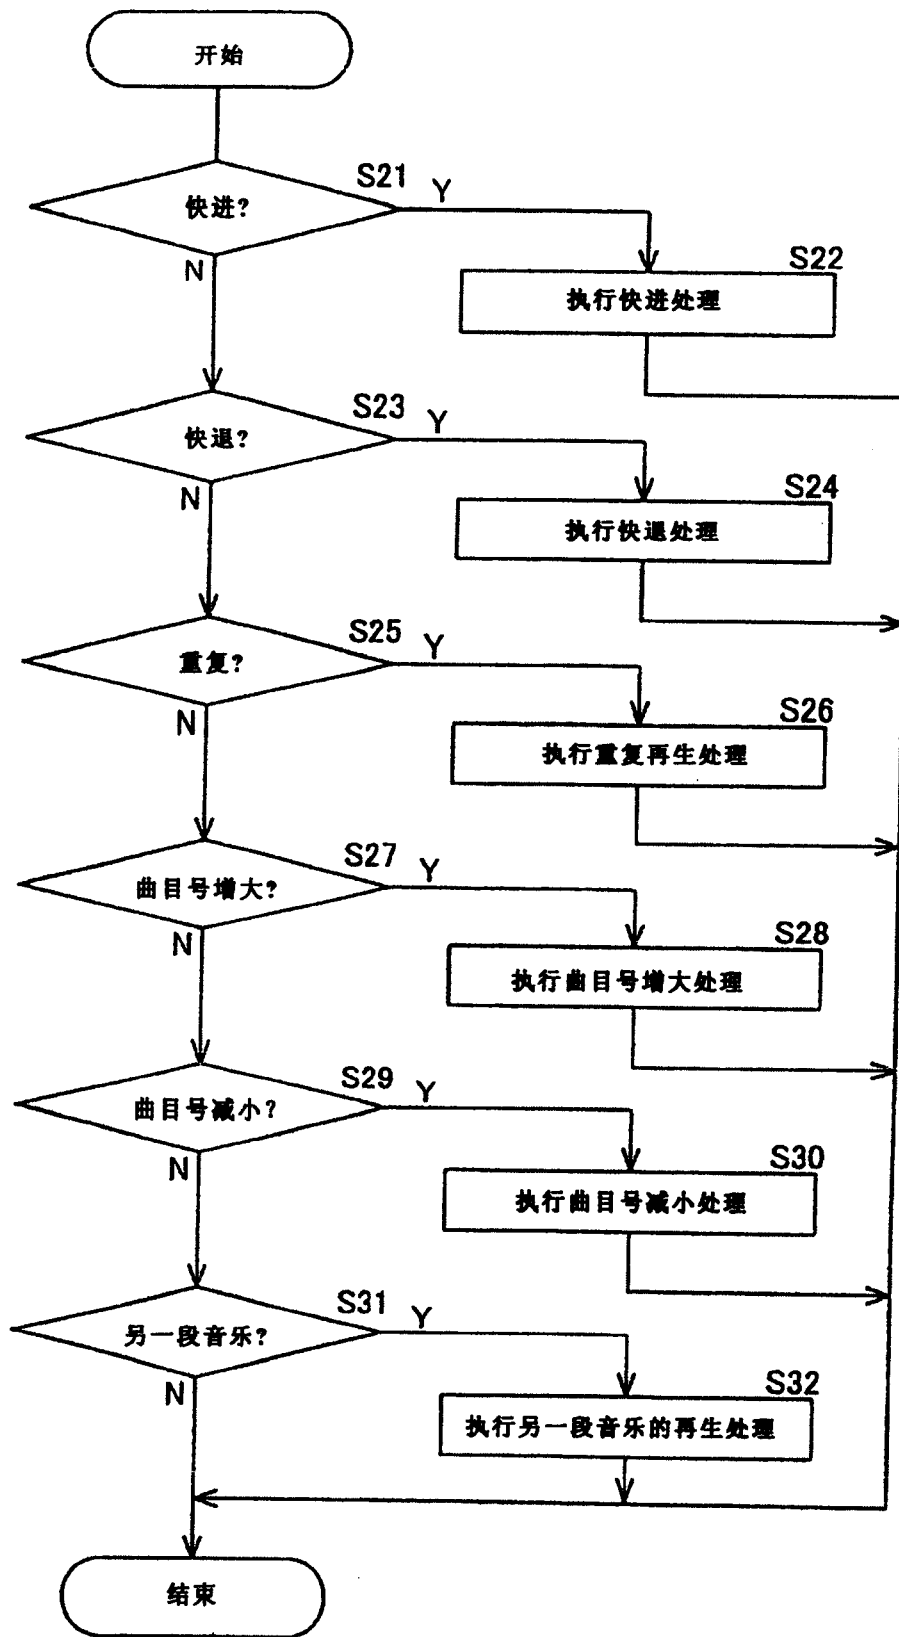 开始
S21
快进?
Y
N
S22
执行快进处理
S23
快退?
Y
N
S24
执行快退处理
S25
重复?
Y
N
S26
执行重复再生处理
S27
曲目号增大?
Y
N
S28
执行曲目号增大处理
S29
曲目号减小?
Y
N
S30
执行曲目号减小处理
S31
另一段音乐?
Y
N
S32
执行另一段音乐的再生处理
结束